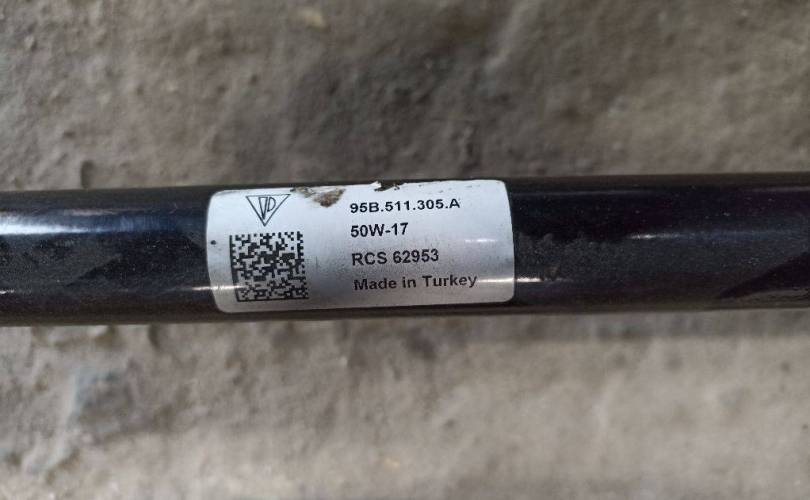 95B.511.305.A
50W-17
RCS 62953
Made in Turkey